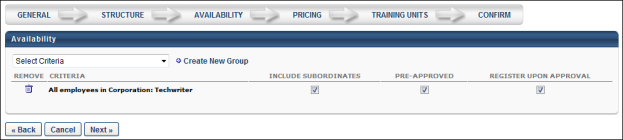 GENERAL STRUCTURE AVAILABILITY PRICING TRAINING UNITS CONFIRM
Availability
Select Criteria Create New Group
REMOVE CRITERIA INCLUDE SUBORDINATES PRE-APPROVED REGISTER UPON APPROVAL
All employees in Corporation: Techwriter
« Back Cancel Next »